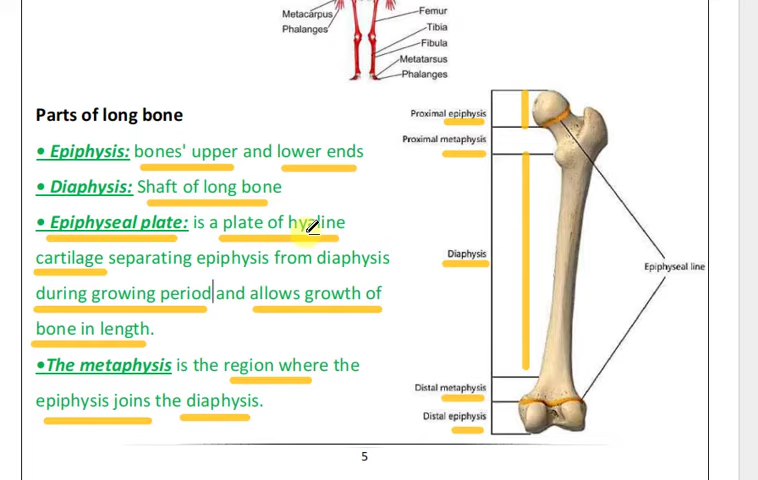 Metacarpus
Phalanges
Femur
Tibia
Fibula
Metatarsus
Phalanges
Parts of long bone
• Epiphysis: bones' upper and lower ends
• Diaphysis: Shaft of long bone
• Epiphyseal plate: is a plate of hyaline
cartilage separating epiphysis from diaphysis
during growing period and allows growth of
bone in length.
•The metaphysis is the region where the
epiphysis joins the diaphysis.
Proximal epiphysis
Proximal metaphysis
Diaphysis
Epiphyseal line
Distal metaphysis
Distal epiphysis
5